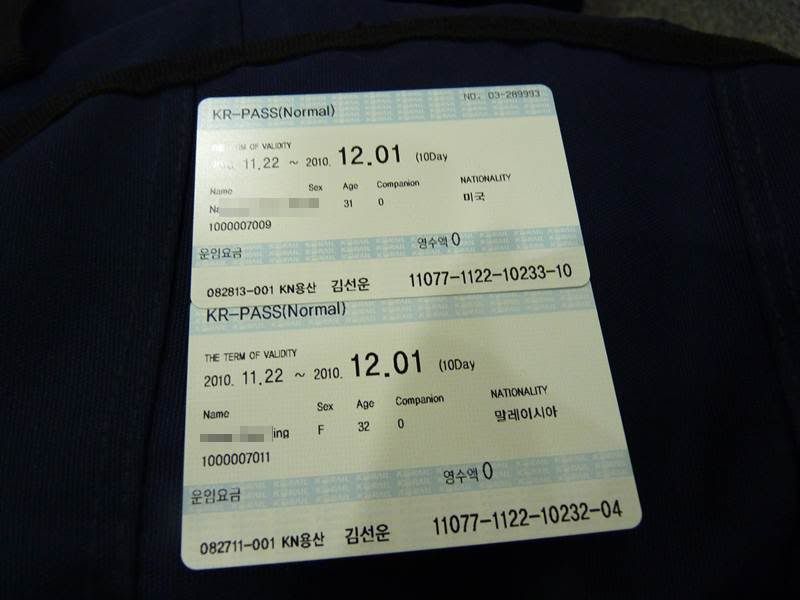 KR-PASS(Normal)
NO. 03-289993
THE TERM OF VALIDITY
11.22 ~ 2010. 12.01 (10Day
Name Sex Age Companion NATIONALITY
31 0 미국
1000007009
운임요금 영수액 0
082813-001 KN용산 김선운 11077-1122-10233-10
KR-PASS(Normal)
THE TERM OF VALIDITY
2010. 11.22 ~ 2010. 12.01 (10Day
Name Sex Age Companion NATIONALITY
ing F 32 0 말레이시아
1000007011
운임요금 영수액 0
082711-001 KN용산 김선운 11077-1122-10232-04